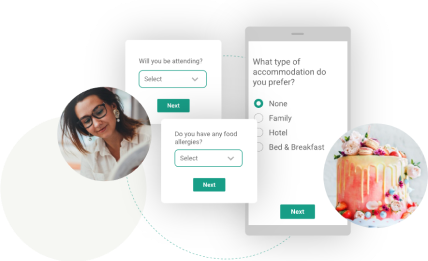 Will you be attending?
Select
Next
Do you have any food
allergies?
Select
Next
What type of
accommodation do
you prefer?
None
Family
Hotel
Bed & Breakfast
Next